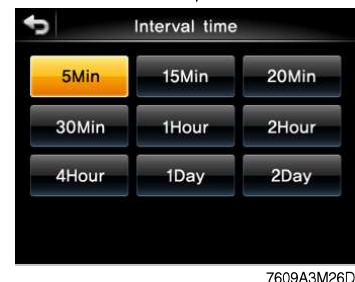 Interval time
5Min 15Min 20Min
30Min 1Hour 2Hour
4Hour 1Day 2Day
7609A3M26D